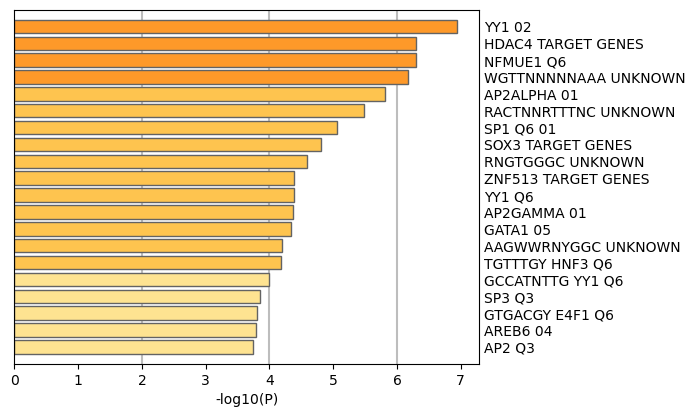 YY1 02
HDAC4 TARGET GENES
NFMUE1 Q6
WGTTNNNNNAAA UNKNOWN
AP2ALPHA 01
RACTNNRTTTNC UNKNOWN
SP1 Q6 01
SOX3 TARGET GENES
RNGTGGGC UNKNOWN
ZNF513 TARGET GENES
YY1 Q6
AP2GAMMA 01
GATA1 05
AAGWWRNYGGC UNKNOWN
TGTTTGY HNF3 Q6
GCCATNTTG YY1 Q6
SP3 Q3
GTGACGY E4F1 Q6
AREB6 04
AP2 Q3
0 1 2 3 4 5 6 7
-log10(P)